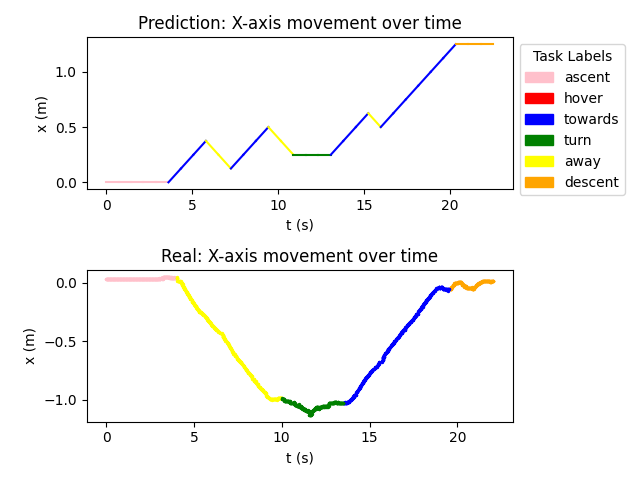 Prediction: X-axis movement over time
1.0
0.5
0.0
x (m)
0 5 10 15 20
t (s)
Task Labels
ascent
hover
towards
turn
away
descent
Real: X-axis movement over time
0.0
−0.5
−1.0
x (m)
0 5 10 15 20
t (s)